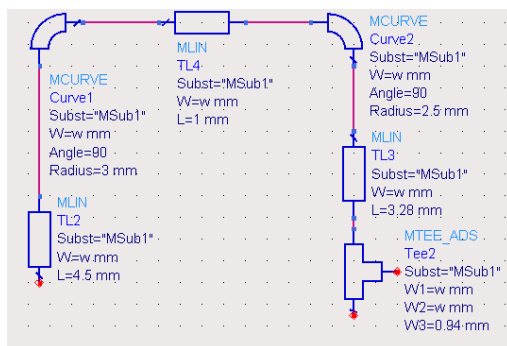 MCURVE
Curve1
Subst="MSub1"
W=w mm
Angle=90
Radius=3 mm
MLIN
TL4
Subst="MSub1"
W=w mm
L=1 mm
MCURVE
Curve2
Subst="MSub1"
W=w mm
Angle=90
Radius=2.5 mm
MLIN
TL2
Subst="MSub1"
W=w mm
L=4.5 mm
MLIN
TL3
Subst="MSub1"
W=w mm
L=3.28 mm
MTEE_ADS
Tee2
Subst="MSub1"
W1=w mm
W2=w mm
W3=0.94 mm